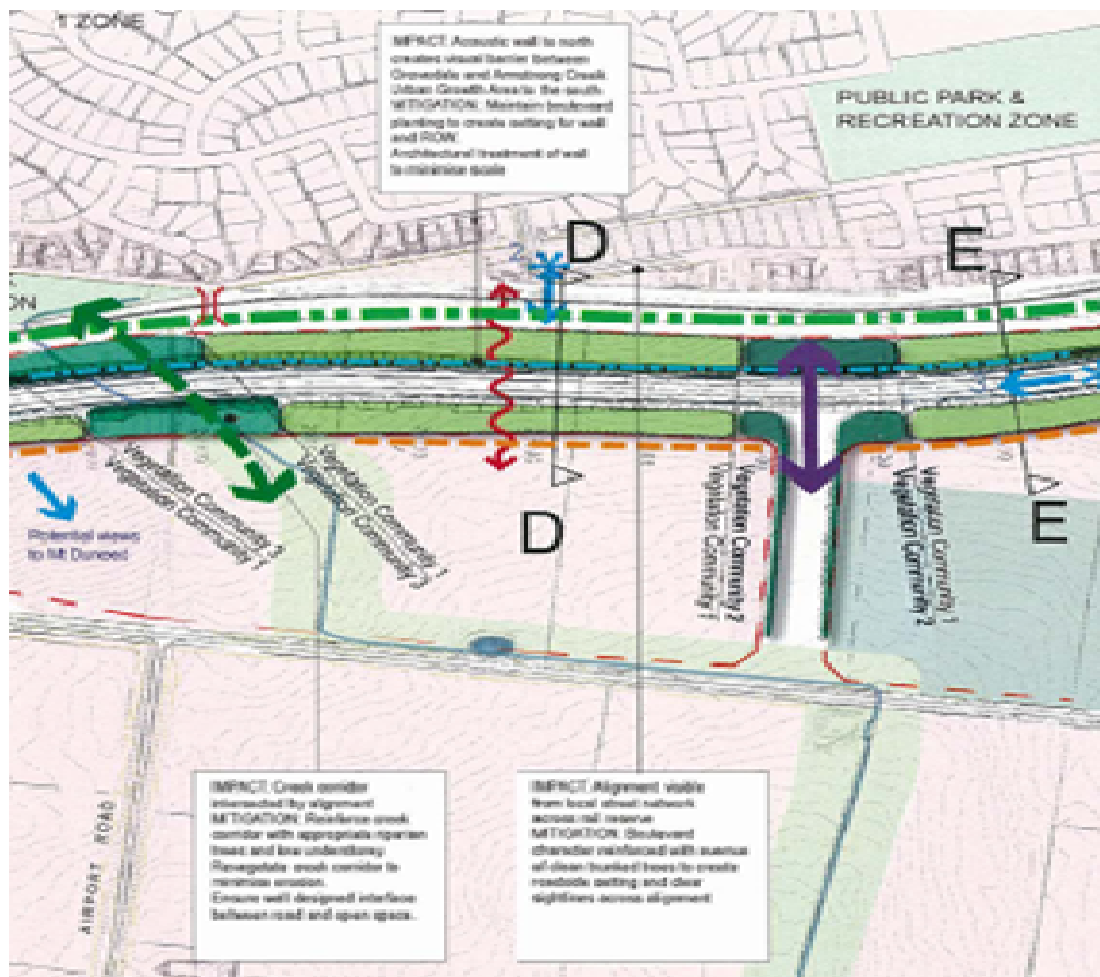 1 ZONE
IMPACT: Acoustic wall to north
creates visual barrier between
Grovedale and Armstrong Creek
Urban Growth Area to the south
MITIGATION: Maintain boulevard
planting to create setting for wall
and ROW.
Architectural treatment of wall
to minimise scale
PUBLIC PARK &
RECREATION ZONE
D
E
ON
Potential views
to Mt Duneed
Vegetation Community 2
Vegetation Community 1
Vegetation Community 1
Vegetation Community 2
D
Vegetation Community 2
Vegetation Community 1
Vegetation Community 1
Vegetation Community 2
E
AIRPORT ROAD
IMPACT: Creek corridor
intersected by alignment
MITIGATION: Reinforce creek
corridor with appropriate riparian
trees and low understorey.
Revegetate creek corridor to
minimise erosion.
Ensure well designed interface
between road and open space.
IMPACT: Alignment visible
from local street network
across rail reserve
MITIGATION: Boulevard
character reinforced with avenue
of clean trunked trees to create
roadside setting and clear
sightlines across alignment